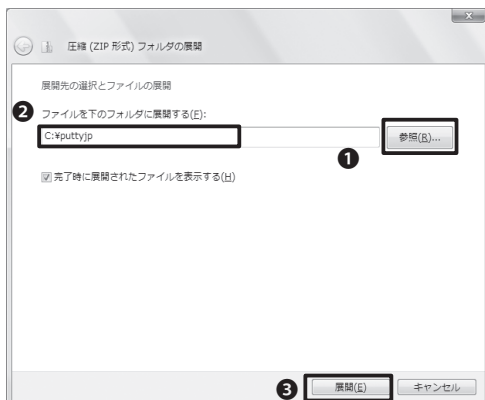 圧縮 (ZIP 形式) フォルダの展開
展開先の選択とファイルの展開
❷ ファイルを下のフォルダに展開する(F):
C:¥puttyjp
参照(R)...
❶
完了時に展開されたファイルを表示する(H)
❸ 展開(E) キャンセル